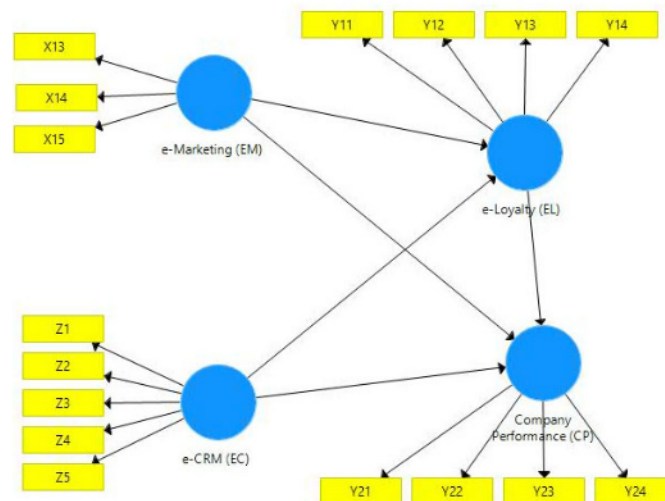 Y11
Y12
Y13
Y14
X13
X14
X15
e-Marketing (EM)
e-Loyalty (EL)
Z1
Z2
Z3
Z4
Z5
e-CRM (EC)
Company
Performance (CP)
Y21
Y22
Y23
Y24